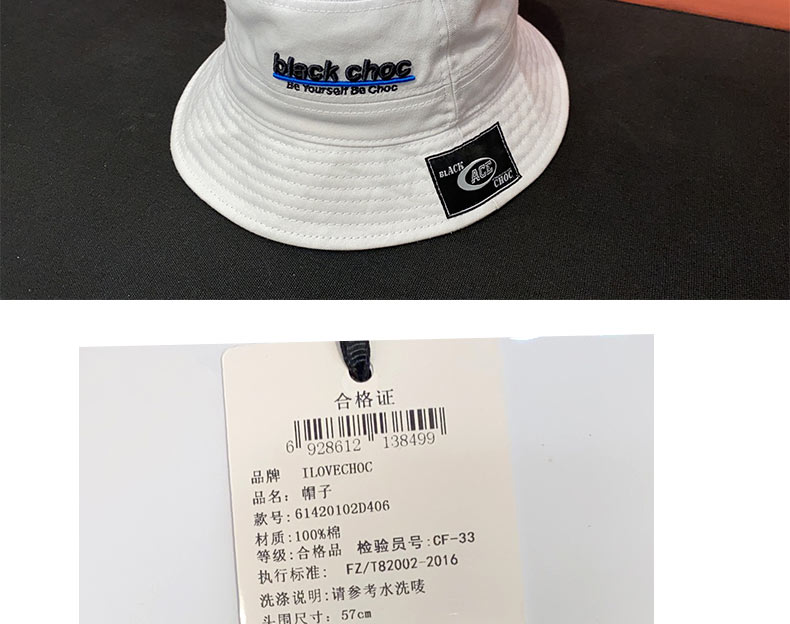 black choc
Be Yourself Be Choc
BLACK
ACE
CHOC
合格证
6 928612 138499
品牌 ILOVECHOC
品名: 帽子
款号:61420102D406
材质:100%棉
等级:合格品 检验员号:CF-33
执行标准: FZ/T82002-2016
洗涤说明:请参考水洗唛
头围尺寸: 57cm